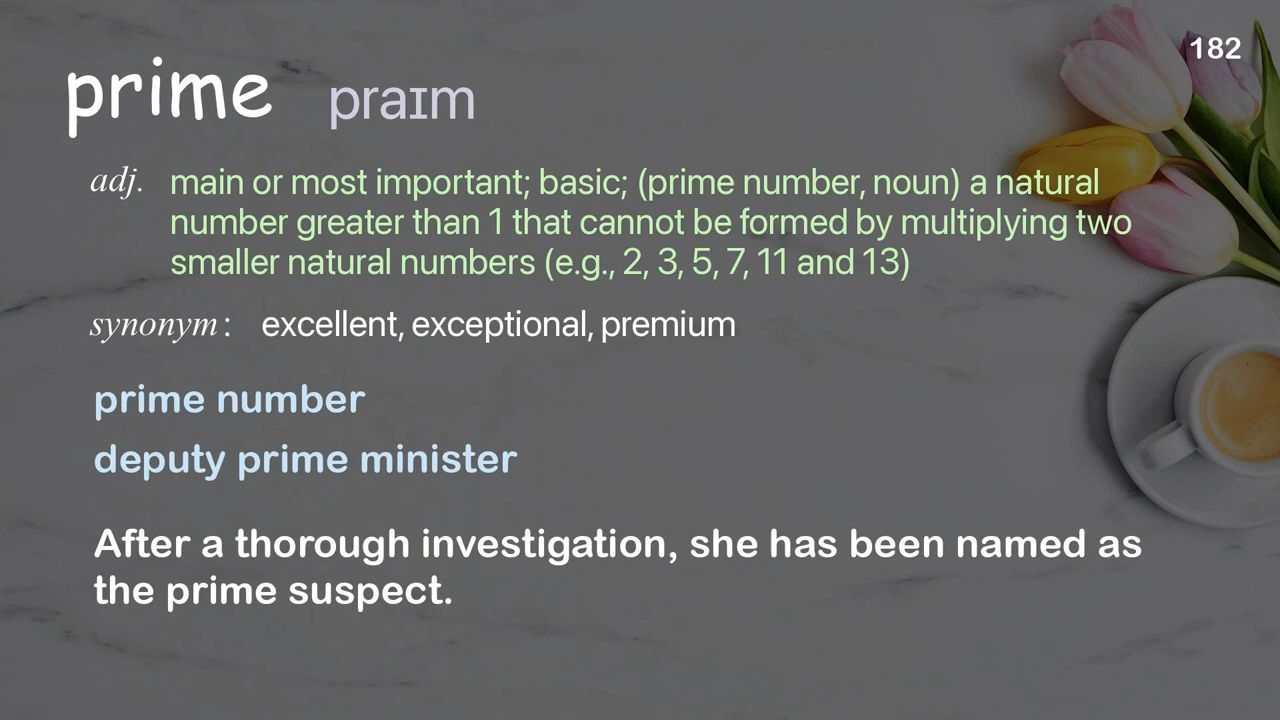 182
prime praɪm
adj. main or most important; basic; (prime number, noun) a natural
number greater than 1 that cannot be formed by multiplying two
smaller natural numbers (e.g., 2, 3, 5, 7, 11 and 13)
synonym: excellent, exceptional, premium
prime number
deputy prime minister
After a thorough investigation, she has been named as
the prime suspect.